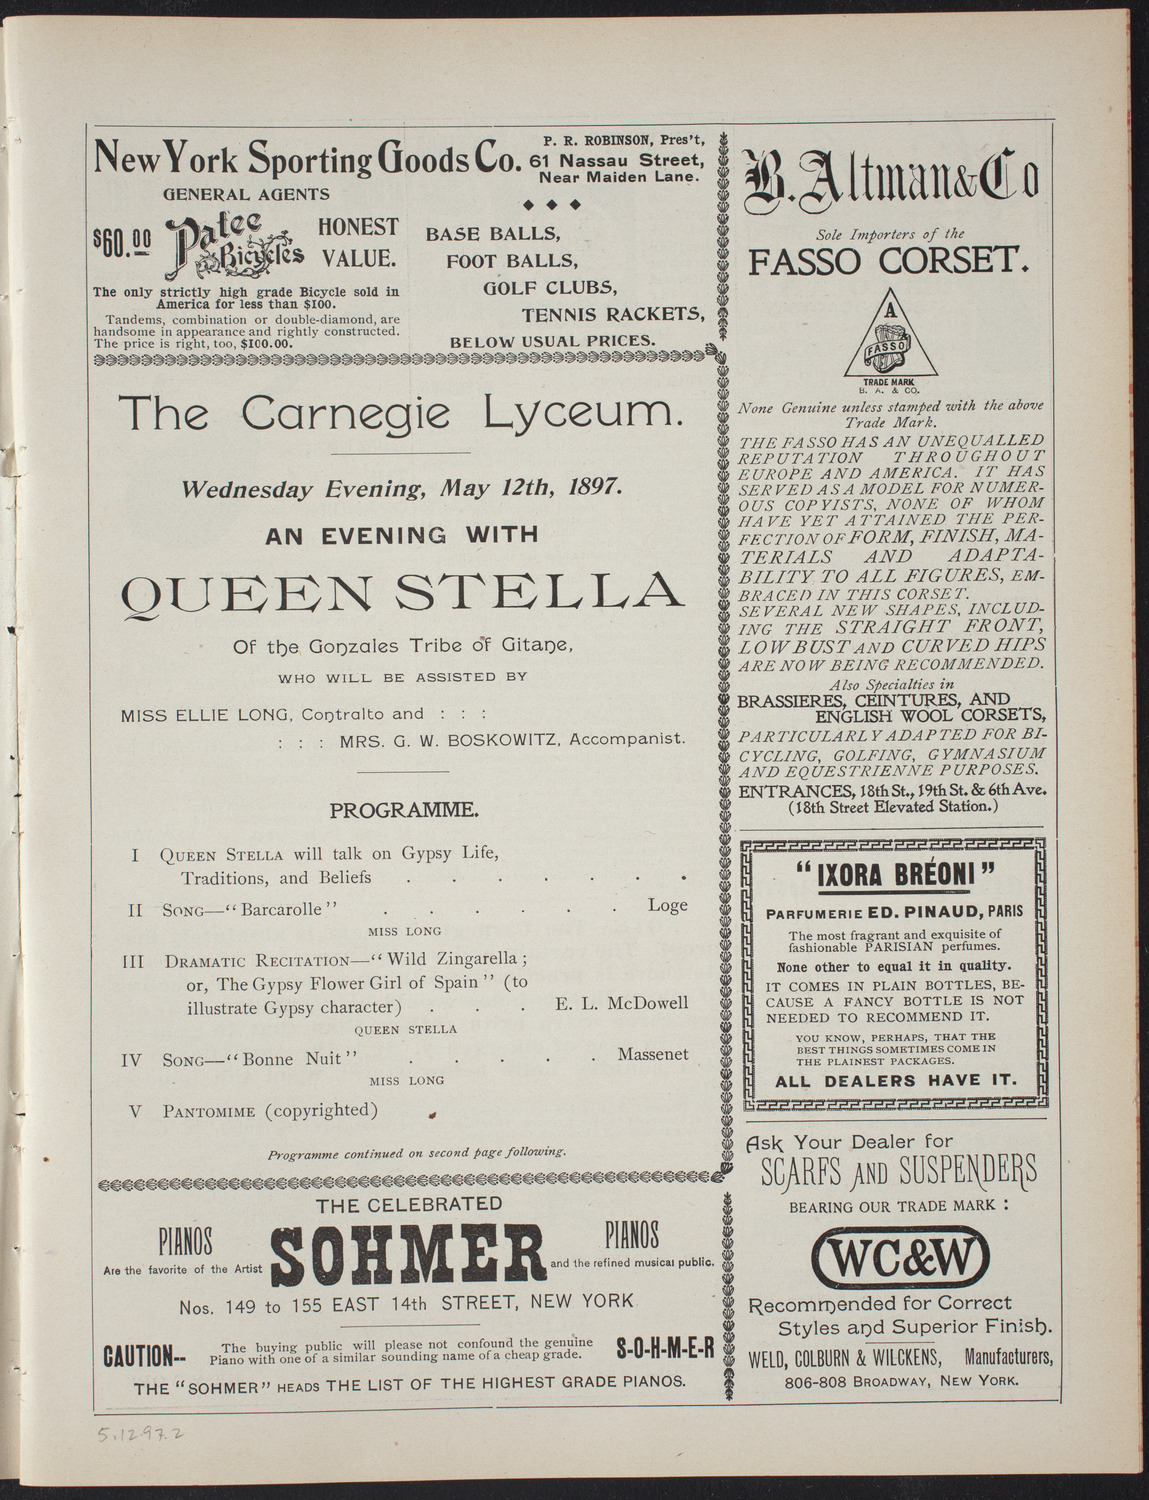 New York Sporting Goods Co.
P. R. ROBINSON, Pres't,
61 Nassau Street,
Near Maiden Lane.
GENERAL AGENTS
$60.00
Patee
Bicycles
HONEST
VALUE.
The only strictly high grade Bicycle sold in
America for less than $100.
Tandems, combination or double-diamond, are
handsome in appearance and rightly constructed.
The price is right, too, $100.00.
BASE BALLS,
FOOT BALLS,
GOLF CLUBS,
TENNIS RACKETS,
BELOW USUAL PRICES.
The Carnegie Lyceum.
Wednesday Evening, May 12th, 1897.
AN EVENING WITH
QUEEN STELLA
Of the Gonzales Tribe of Gitane,
WHO WILL BE ASSISTED BY
MISS ELLIE LONG, Contralto and : : :
: : : MRS. G. W. BOSKOWITZ, Accompanist.
PROGRAMME.
I QUEEN STELLA will talk on Gypsy Life,
Traditions, and Beliefs . . . . . . .
II SONG—“Barcarolle” . . . . . . Loge
MISS LONG
III DRAMATIC RECITATION—“Wild Zingarella;
or, The Gypsy Flower Girl of Spain” (to
illustrate Gypsy character) . . . E. L. McDowell
QUEEN STELLA
IV SONG—“Bonne Nuit” . . . . . Massenet
MISS LONG
V PANTOMIME (copyrighted)
Programme continued on second page following.
THE CELEBRATED
PIANOS
SOHMER
PIANOS
Are the favorite of the Artist
and the refined musical public.
Nos. 149 to 155 EAST 14th STREET, NEW YORK
CAUTION--
The buying public will please not confound the genuine
Piano with one of a similar sounding name of a cheap grade.
S-O-H-M-E-R
THE “SOHMER” HEADS THE LIST OF THE HIGHEST GRADE PIANOS.
B. Altman & Co
Sole Importers of the
FASSO CORSET.
A
FASSO
TRADE MARK
B. A. & CO.
None Genuine unless stamped with the above
Trade Mark.
THE FASSO HAS AN UNEQUALLED
REPUTATION THROUGHOUT
EUROPE AND AMERICA. IT HAS
SERVED AS A MODEL FOR NUMER-
OUS COPYISTS, NONE OF WHOM
HAVE YET ATTAINED THE PER-
FECTION OF FORM, FINISH, MA-
TERIALS AND ADAPTA-
BILITY TO ALL FIGURES, EM-
BRACED IN THIS CORSET.
SEVERAL NEW SHAPES, INCLUD-
ING THE STRAIGHT FRONT,
LOW BUST AND CURVED HIPS
ARE NOW BEING RECOMMENDED.
Also Specialties in
BRASSIERES, CEINTURES, AND
ENGLISH WOOL CORSETS,
PARTICULARLY ADAPTED FOR BI-
CYCLING, GOLFING, GYMNASIUM
AND EQUESTRIENNE PURPOSES.
ENTRANCES, 18th St., 19th St. & 6th Ave.
(18th Street Elevated Station.)
“IXORA BRÉONI”
PARFUMERIE ED. PINAUD, PARIS
The most fragrant and exquisite of
fashionable PARISIAN perfumes.
None other to equal it in quality.
IT COMES IN PLAIN BOTTLES, BE-
CAUSE A FANCY BOTTLE IS NOT
NEEDED TO RECOMMEND IT.
YOU KNOW, PERHAPS, THAT THE
BEST THINGS SOMETIMES COME IN
THE PLAINEST PACKAGES.
ALL DEALERS HAVE IT.
Ask Your Dealer for
SCARFS AND SUSPENDERS
BEARING OUR TRADE MARK :
WC&W
Recommended for Correct
Styles and Superior Finish.
WELD, COLBURN & WILCKENS, Manufacturers,
806-808 BROADWAY, NEW YORK.
5.12.97.2